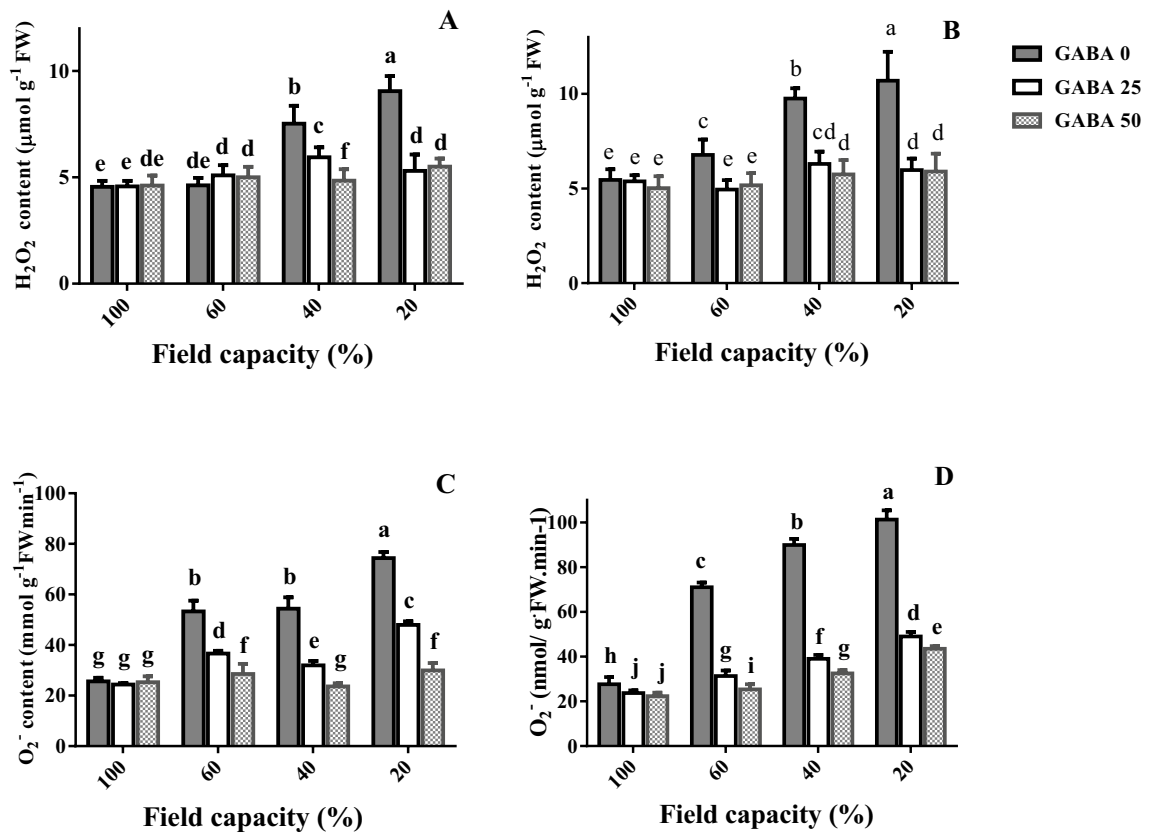 A
H₂O₂ content (µmol g⁻¹ FW)
10
5
0
e e de de d d b c f a d d
100 60 40 20
Field capacity (%)
B
H₂O₂ content (µmol g⁻¹ FW)
10
5
0
e e e c e e b cd d a d d
100 60 40 20
Field capacity (%)
GABA 0
GABA 25
GABA 50
C
O₂⁻ content (mmol g⁻¹FWmin⁻¹)
100
80
60
40
20
0
g g g b d f b e g a c f
100 60 40 20
Field capacity (%)
D
O₂⁻ (nmol/ g·FW.min-1)
100
80
60
40
20
0
h j j c g i b f g a d e
100 60 40 20
Field capacity (%)